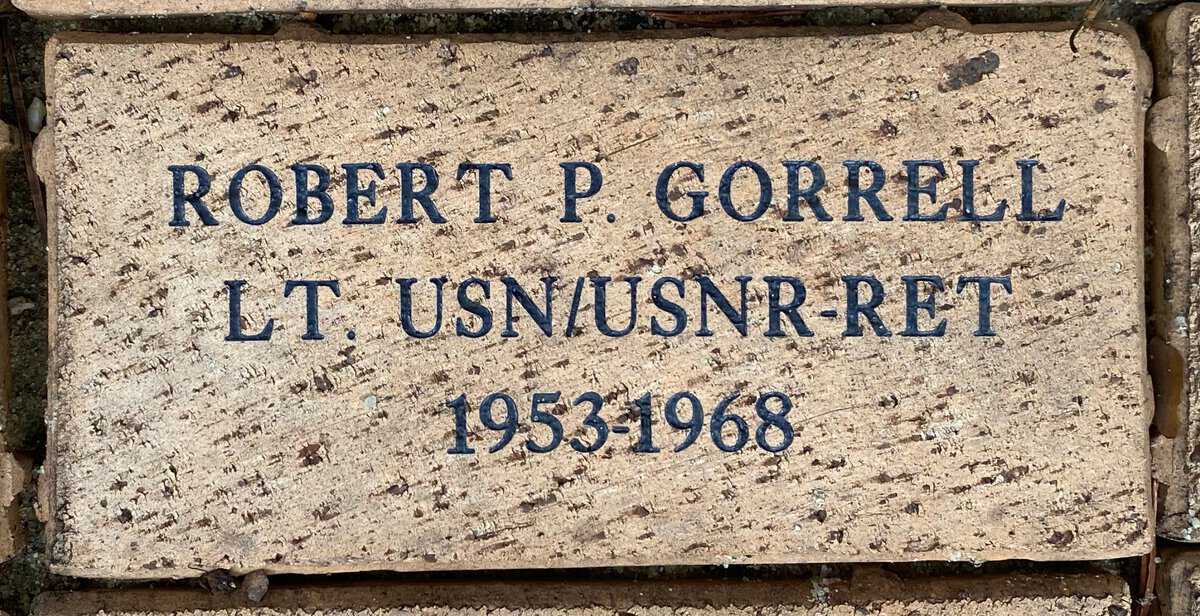 ROBERT P. GORRELL
LT. USN/USNR-RET
1953-1968